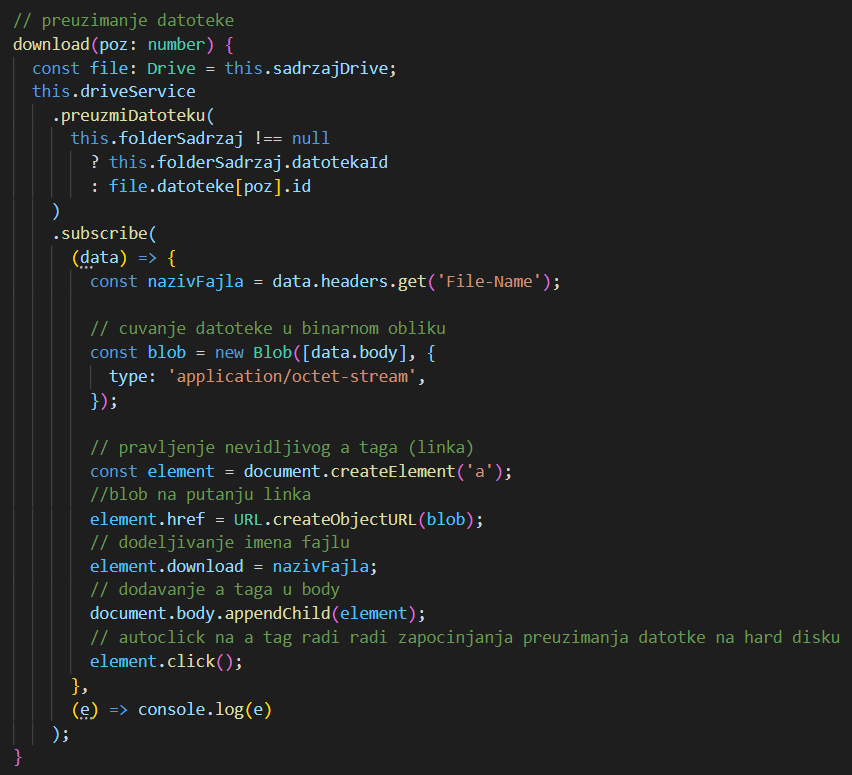 // preuzimanje datoteke
download(poz: number) {
  const file: Drive = this.sadrzajDrive;
  this.driveService
    .preuzmiDatoteku(
      this.folderSadrzaj !== null
        ? this.folderSadrzaj.datotekaId
        : file.datoteke[poz].id
    )
    .subscribe(
      (data) => {
        const nazivFajla = data.headers.get('File-Name');

        // cuvanje datoteke u binarnom obliku
        const blob = new Blob([data.body], {
          type: 'application/octet-stream',
        });

        // pravljenje nevidljivog a taga (linka)
        const element = document.createElement('a');
        //blob na putanju linka
        element.href = URL.createObjectURL(blob);
        // dodeljivanje imena fajlu
        element.download = nazivFajla;
        // dodavanje a taga u body
        document.body.appendChild(element);
        // autoclick na a tag radi radi zapocinjanja preuzimanja datotke na hard disku
        element.click();
      },
      (e) => console.log(e)
    );
}